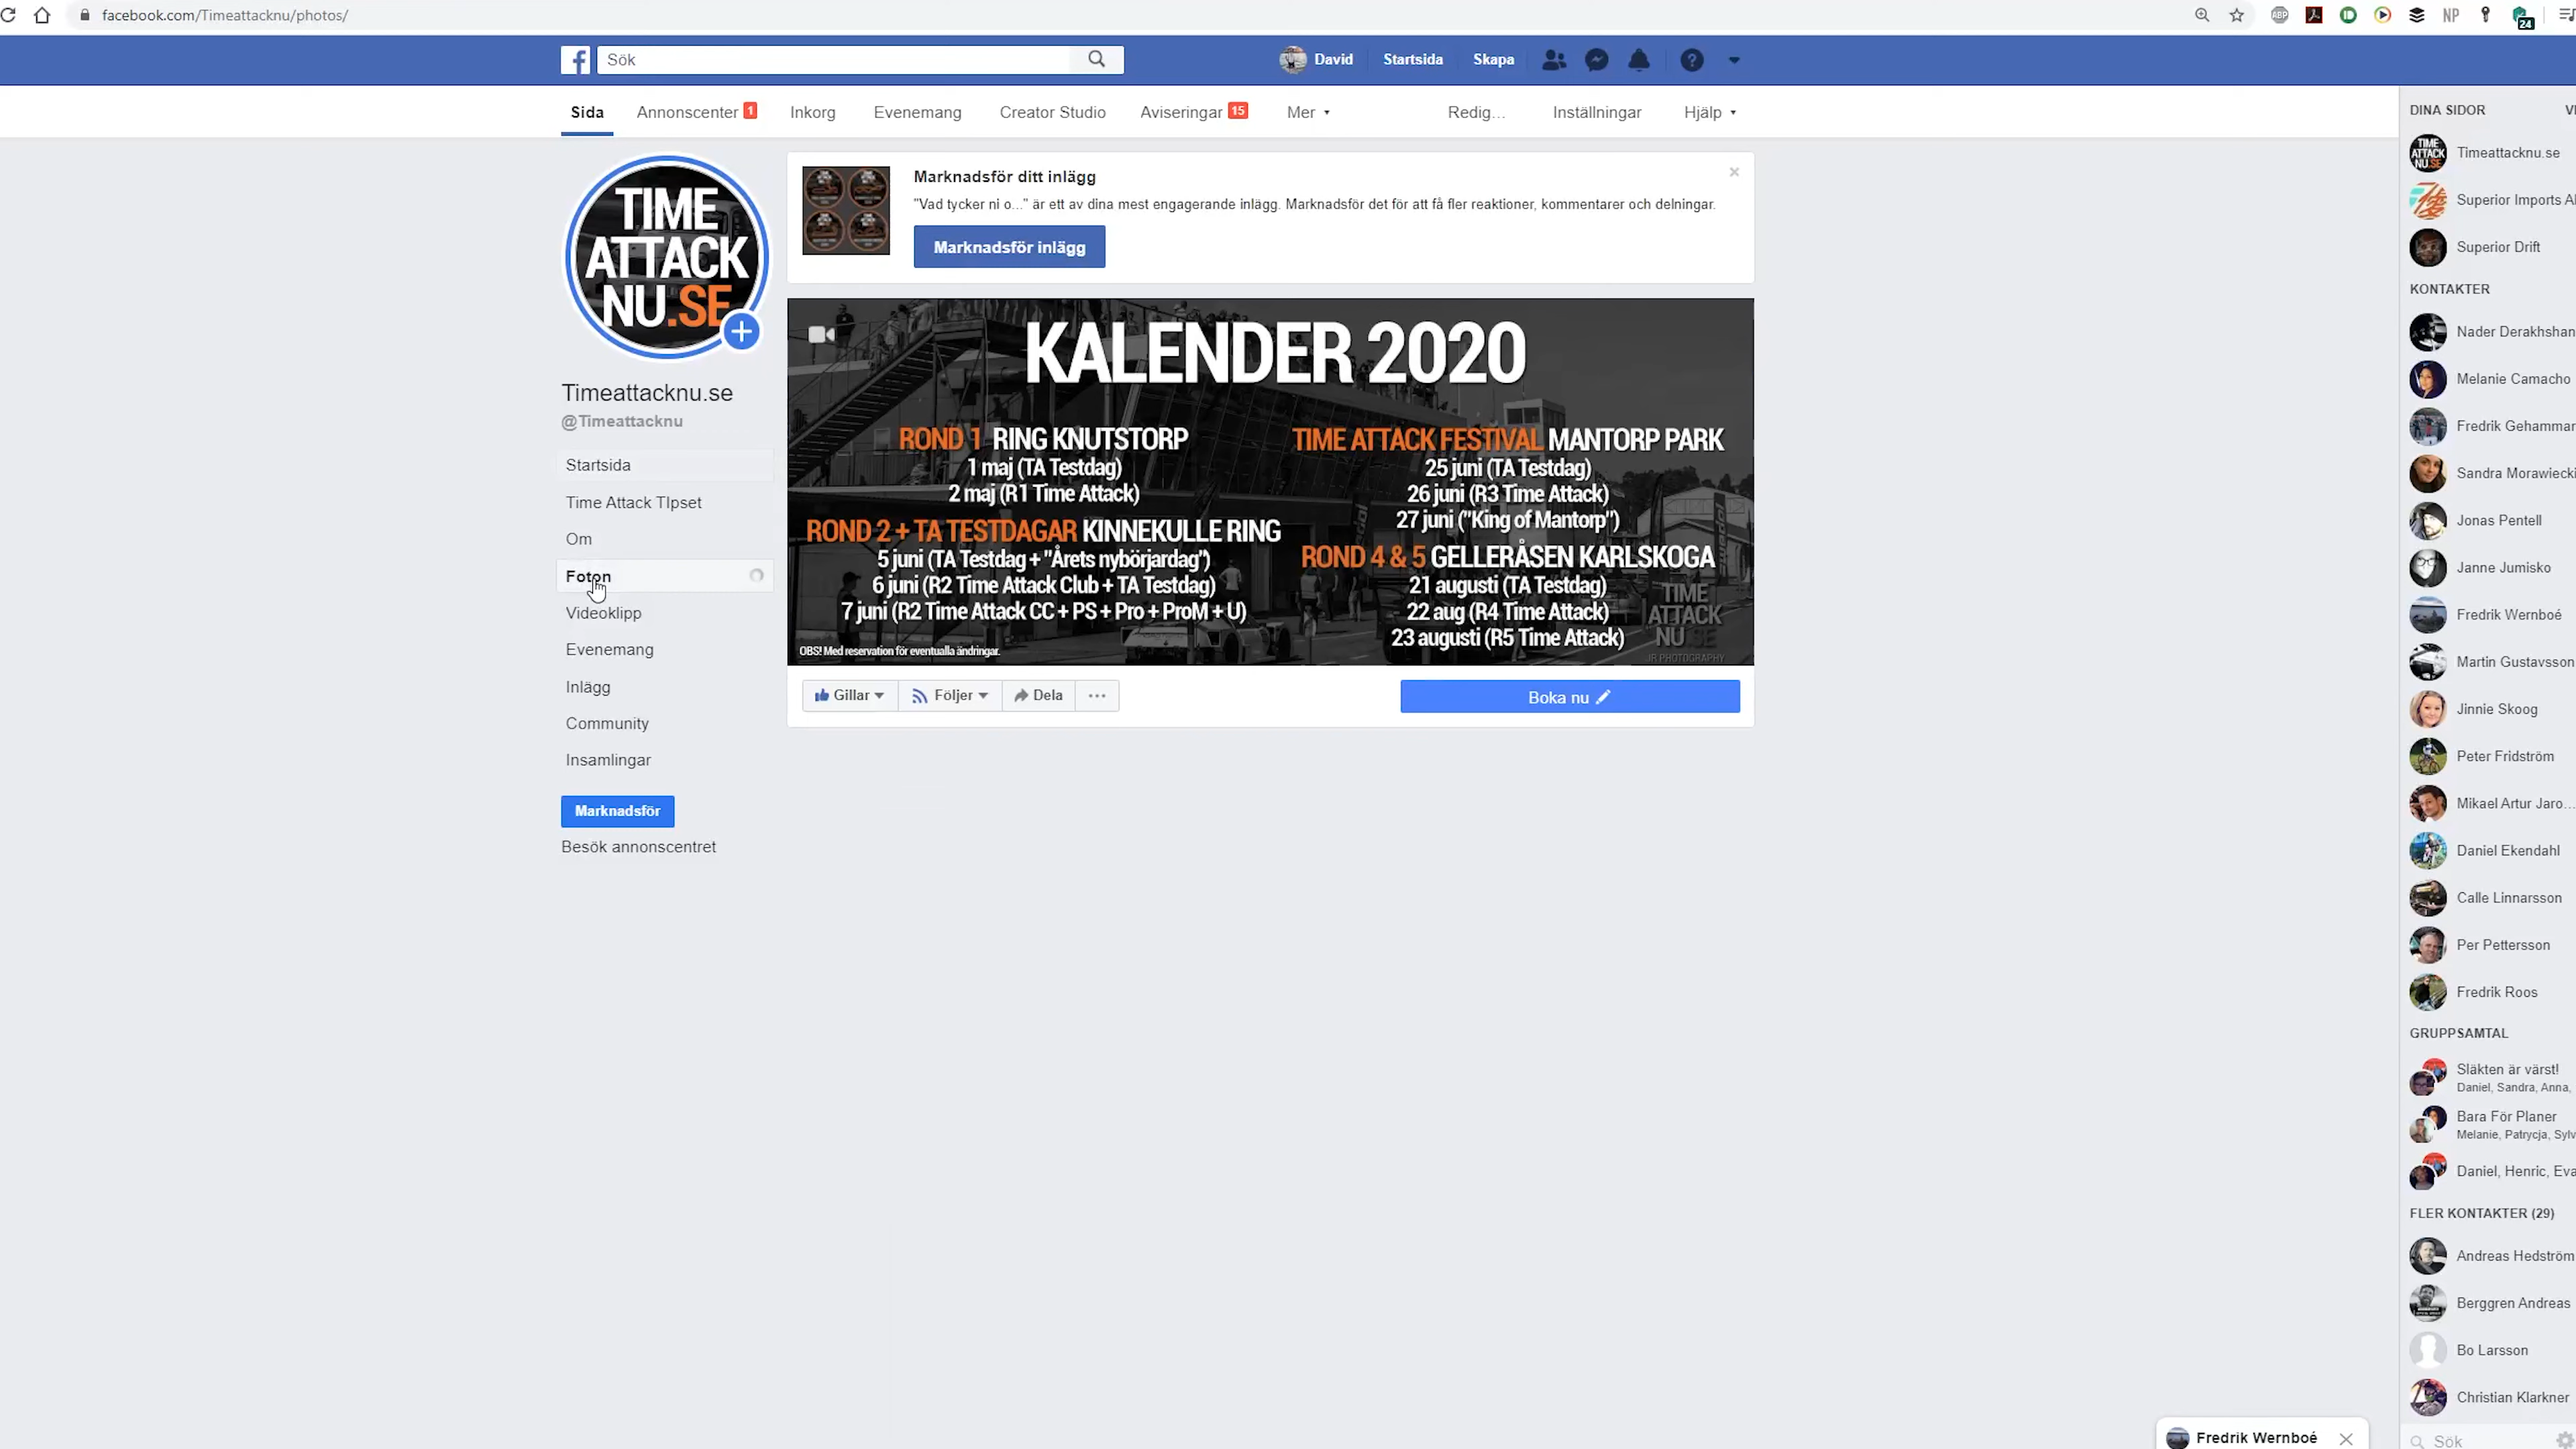 facebook.com/Timeattacknu/photos/
ABP
NP
24
Sök
David
Startsida
Skapa
Sida
Annonscenter 1
Inkorg
Evenemang
Creator Studio
Aviseringar 15
Mer
Redig...
Inställningar
Hjälp
TIME
ATTACK
NU.SE
Timeattacknu.se
@Timeattacknu
Startsida
Time Attack TIpset
Om
Foton
Videoklipp
Evenemang
Inlägg
Community
Insamlingar
Marknadsför
Besök annonscentret
Marknadsför ditt inlägg
"Vad tycker ni o..." är ett av dina mest engagerande inlägg. Marknadsför det för att få fler reaktioner, kommentarer och delningar.
Marknadsför inlägg
KALENDER 2020
ROND 1 RING KNUTSTORP
1 maj (TA Testdag)
2 maj (R1 Time Attack)
ROND 2 + TA TESTDAGAR KINNEKULLE RING
5 juni (TA Testdag + "Årets nybörjardag")
6 juni (R2 Time Attack Club + TA Testdag)
7 juni (R2 Time Attack CC + PS + Pro + ProM + U)
OBS! Med reservation för eventualla ändringar.
TIME ATTACK FESTIVAL MANTORP PARK
25 juni (TA Testdag)
26 juni (R3 Time Attack)
27 juni ("King of Mantorp")
ROND 4 & 5 GELLERÅSEN KARLSKOGA
21 augusti (TA Testdag)
22 aug (R4 Time Attack)
23 augusti (R5 Time Attack)
TIME
ATTACK
NU.SE
Gillar
Följer
Dela
Boka nu
DINA SIDOR
TIME
ATTACK
NU.SE
Timeattacknu.se
Superior Imports
Superior Drift
KONTAKTER
Nader Derakhshan
Melanie Camacho
Fredrik Gehammar
Sandra Morawiecki
Jonas Pentell
Janne Jumisko
Fredrik Wernboé
Martin Gustavsson
Jinnie Skoog
Peter Fridström
Mikael Artur Jaro...
Daniel Ekendahl
Calle Linnarsson
Per Pettersson
Fredrik Roos
GRUPPSAMTAL
Släkten är värst!
Daniel, Sandra, Anna,
Bara För Planer
Melanie, Patrycja, Sylv
Daniel, Henric, Eva
FLER KONTAKTER (29)
Andreas Hedström
Berggren Andreas
Bo Larsson
Christian Klarkner
Fredrik Wernboé
Sök